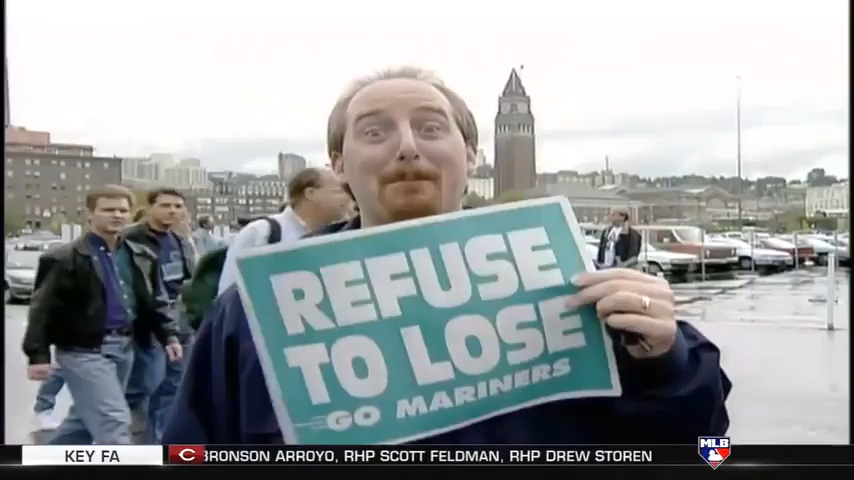 REFUSE
TO LOSE
GO MARINERS
KEY FA
C BRONSON ARROYO, RHP SCOTT FELDMAN, RHP DREW STOREN
MLB